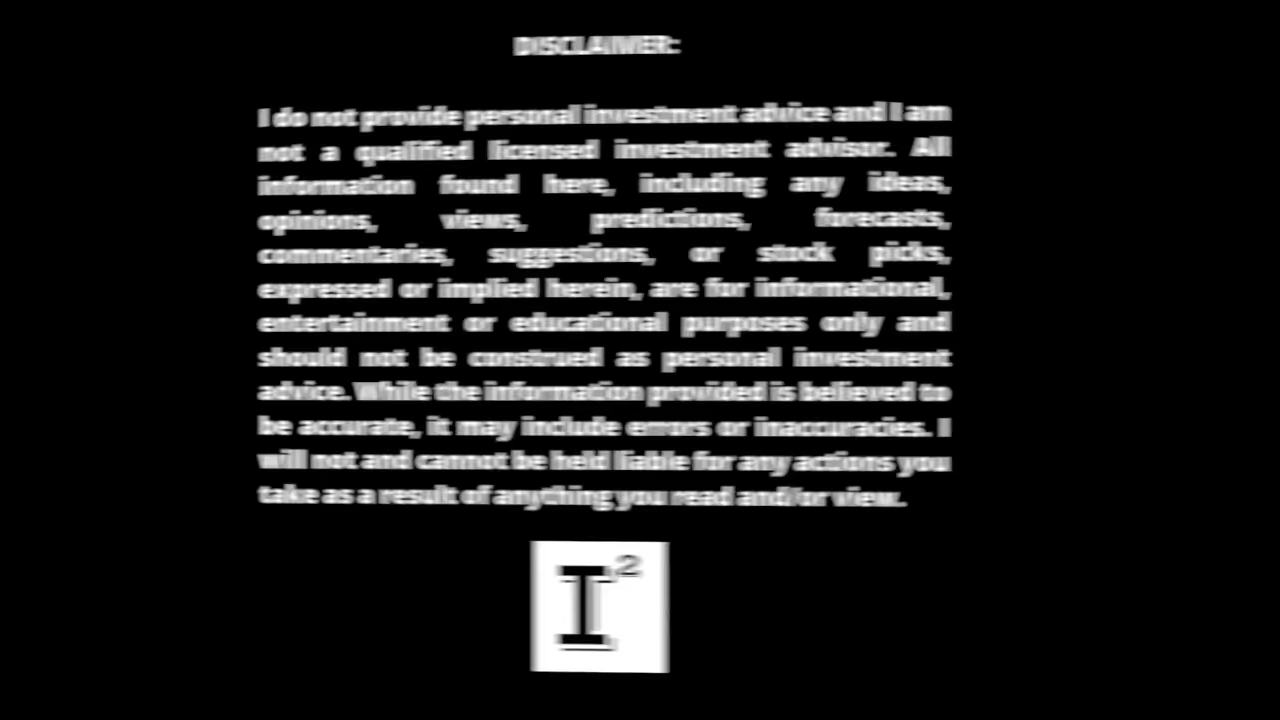 DISCLAIMER:
I do not provide personal investment advice and I am
not a qualified licensed investment advisor. All
information found here, including any ideas,
opinions, views, predictions, forecasts,
commentaries, suggestions, or stock picks,
expressed or implied herein, are for informational,
entertainment or educational purposes only and
should not be construed as personal investment
advice. While the information provided is believed to
be accurate, it may include errors or inaccuracies. I
will not and cannot be held liable for any actions you
take as a result of anything you read and/or view.
I²